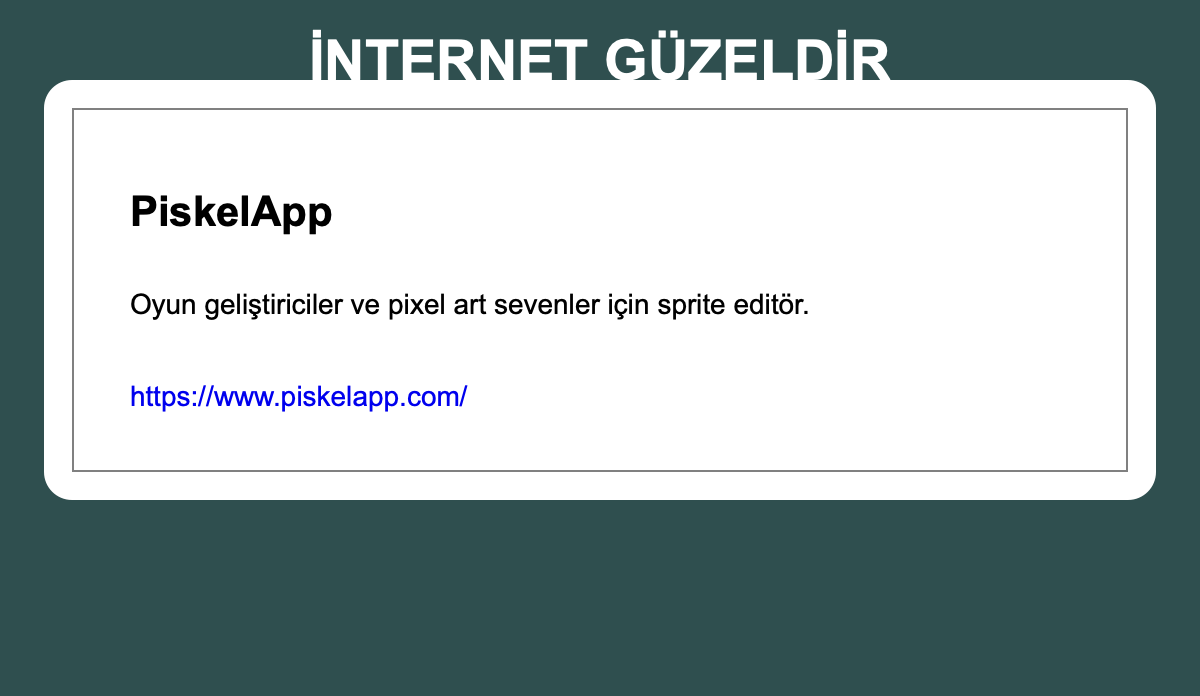 İNTERNET GÜZELDİR
PiskelApp
Oyun geliştiriciler ve pixel art sevenler için sprite editör.
https://www.piskelapp.com/